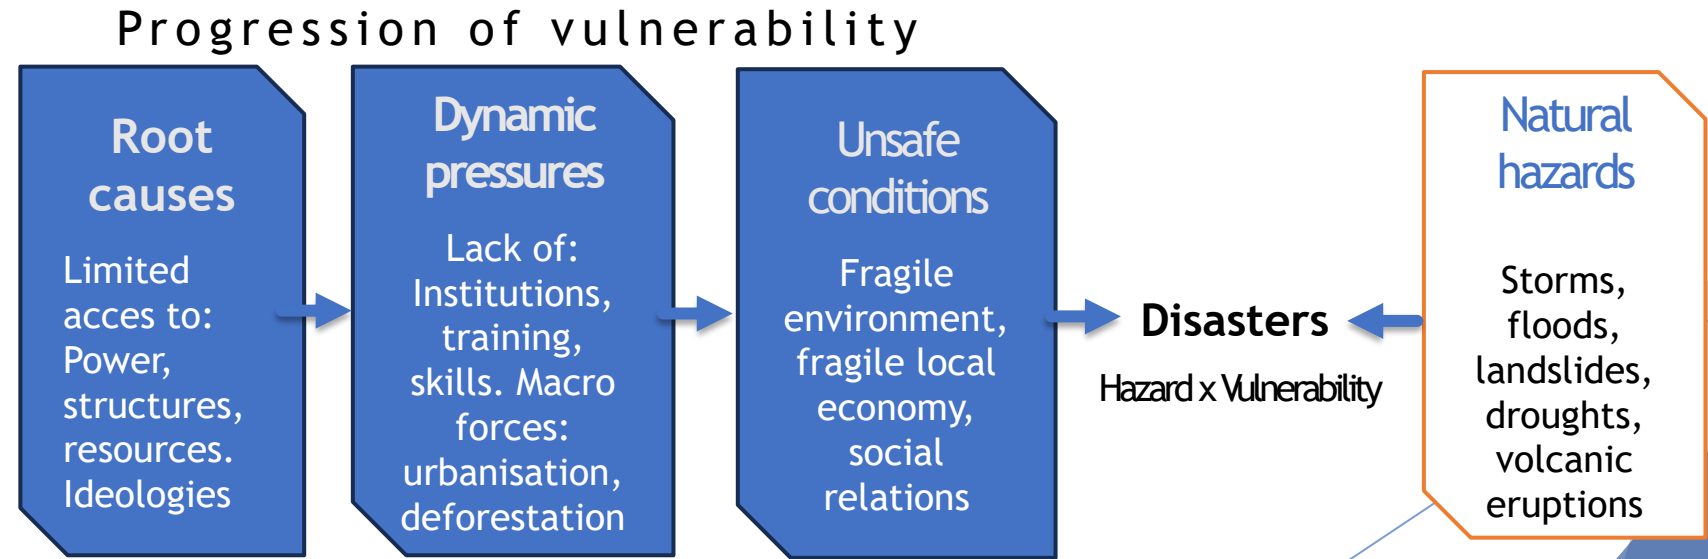 Progression of vulnerability
Root
causes
Limited
acces to:
Power,
structures,
resources.
Ideologies
Dynamic
pressures
Lack of:
Institutions,
training,
skills. Macro
forces:
urbanisation,
deforestation
Unsafe
conditions
Fragile
environment,
fragile local
economy,
social
relations
Disasters
Hazard x Vulnerability
Natural
hazards
Storms,
floods,
landslides,
droughts,
volcanic
eruptions